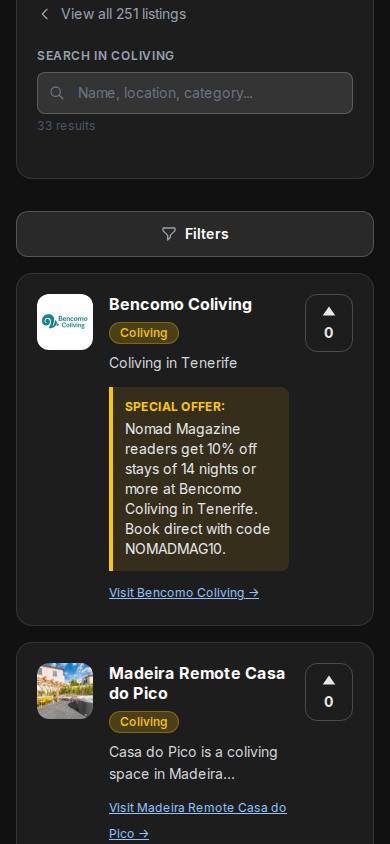 View all 251 listings
SEARCH IN COLIVING
Name, location, category...
33 results
Filters
Bencomo Coliving
Bencomo
Coliving
Coliving
0
Coliving in Tenerife
SPECIAL OFFER:
Nomad Magazine
readers get 10% off
stays of 14 nights or
more at Bencomo
Coliving in Tenerife.
Book direct with code
NOMADMAG10.
Visit Bencomo Coliving →
Madeira Remote Casa
do Pico
Coliving
0
Casa do Pico is a coliving
space in Madeira...
Visit Madeira Remote Casa do
Pico →